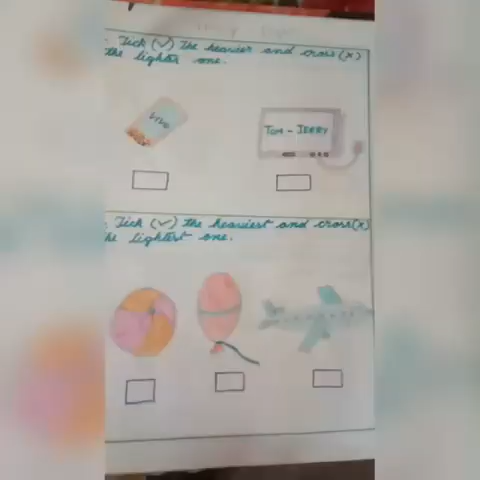 Tick (✓) The heavier and cross (x)
the lighter one.
TOM - JERRY
Tick (✓) the heaviest and cross (x)
the lightest one.